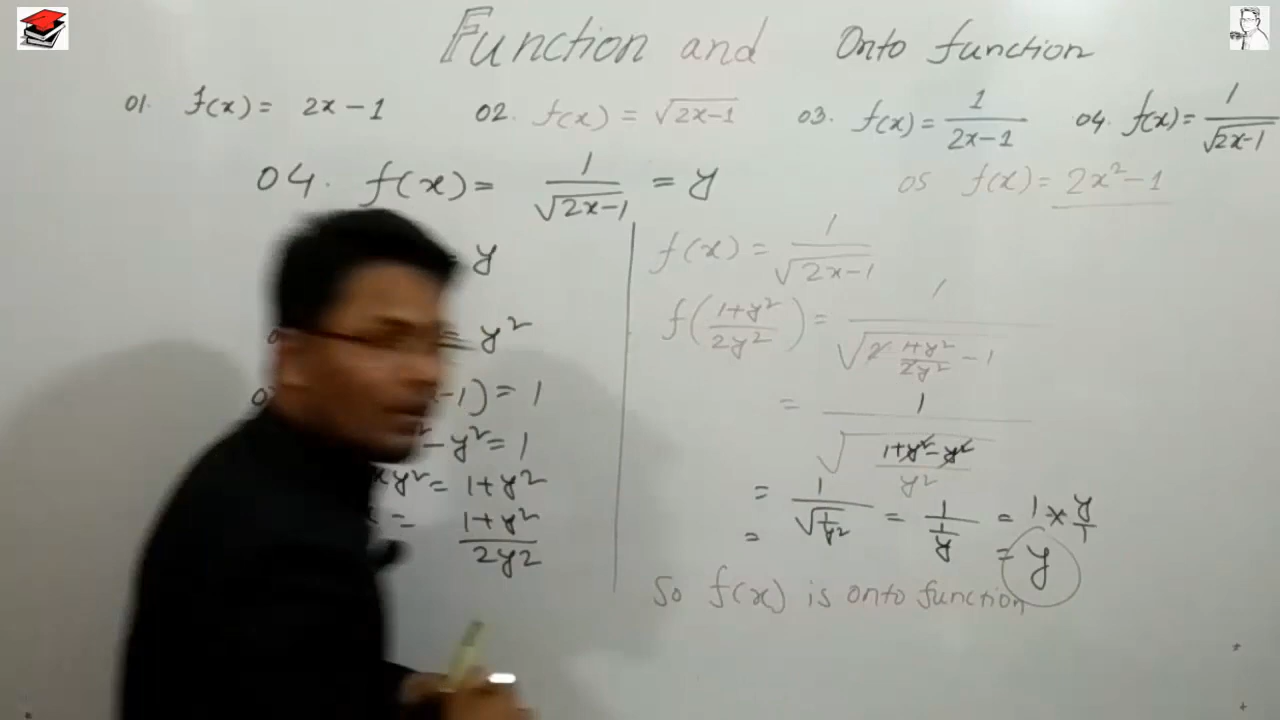 Function and Onto function
01. f(x) = 2x - 1 02. f(x) = √(2x-1) 03. f(x) = 1/(2x-1) 04. f(x) = 1/√(2x-1)
04. f(x) = 1/√(2x-1) = y
05 f(x) = 2x² - 1
= y
= y²
-1) = 1
- y² = 1
xy² = 1+y²
= (1+y²)/(2y2)
f(x) = 1/√(2x-1)
f((1+y²)/(2y²)) = 1/√(2·(1+y²)/(2y²) - 1)
= 1/√((1+y²-y²)/y²)
= 1/√(1/y²) = 1/(1/y) = 1 × y/1
=
= y
So f(x) is onto function